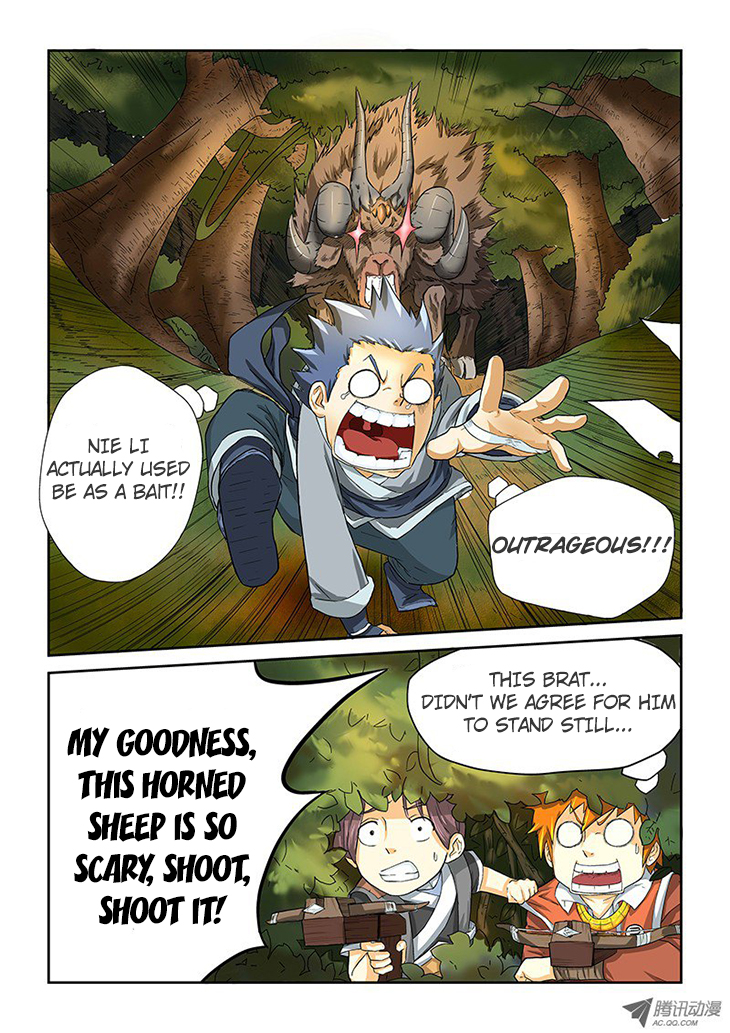 NIE LI
ACTUALLY USED
BE AS A BAIT!!
OUTRAGEOUS!!!
THIS BRAT...
DIDN'T WE AGREE FOR HIM
TO STAND STILL...
MY GOODNESS,
THIS HORNED
SHEEP IS SO
SCARY, SHOOT,
SHOOT IT!
腾讯动漫
AC.QQ.COM